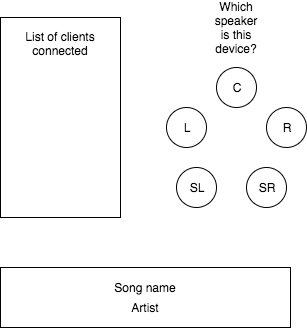 List of clients
connected
Which
speaker
is this
device?
C
L
R
SL
SR
Song name
Artist